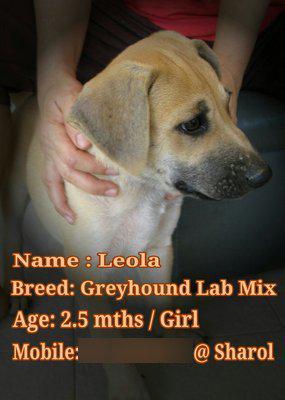 Name : Leola
Breed: Greyhound Lab Mix
Age: 2.5 mths / Girl
Mobile: @ Sharol